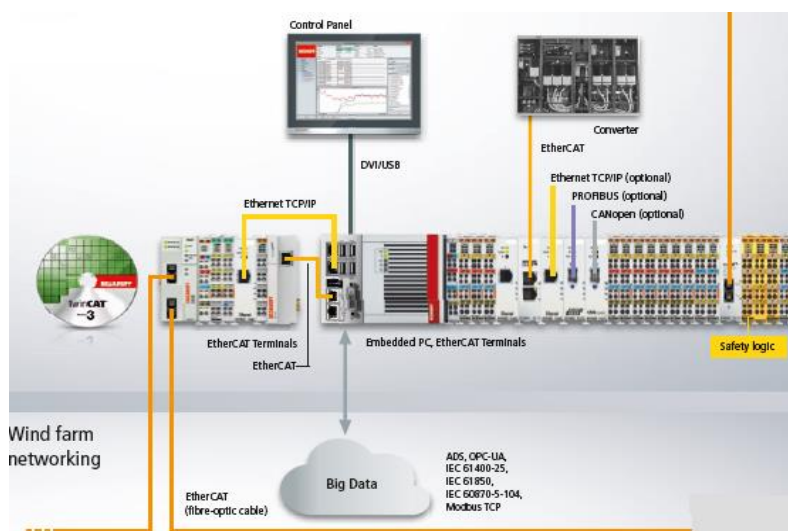 Control Panel
BECKHOFF
Converter
EtherCAT
DVI/USB
Ethernet TCP/IP (optional)
PROFIBUS (optional)
CANopen (optional)
Ethernet TCP/IP
BECKHOFF
TwinCAT
3
EtherCAT Terminals
EtherCAT
Embedded PC, EtherCAT Terminals
Safety logic
Wind farm
networking
Big Data
ADS, OPC-UA,
IEC 61400-25,
IEC 61850,
IEC 60870-5-104,
Modbus TCP
EtherCAT
(fibre-optic cable)